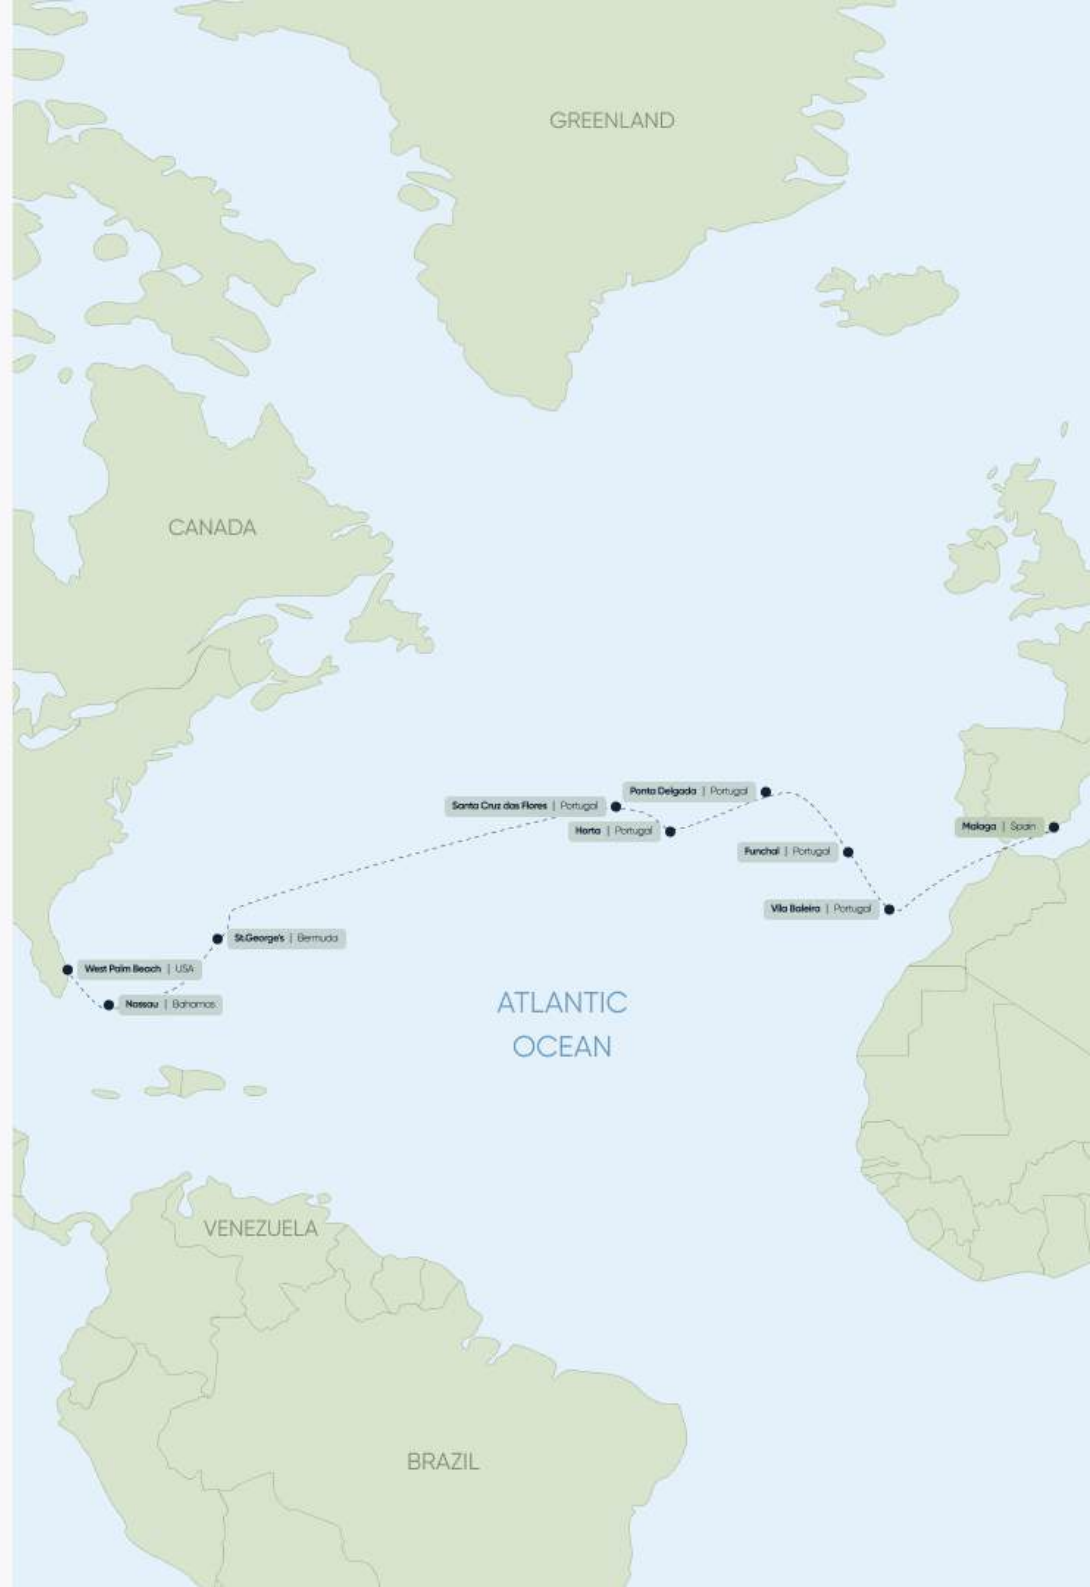 GREENLAND
CANADA
Ponta Delgada | Portugal
Santa Cruz das Flores | Portugal
Horta | Portugal
Malaga | Spain
Funchal | Portugal
Vila Baleira | Portugal
St.George's | Bermuda
West Palm Beach | USA
Nassau | Bahamas
ATLANTIC
OCEAN
VENEZUELA
BRAZIL